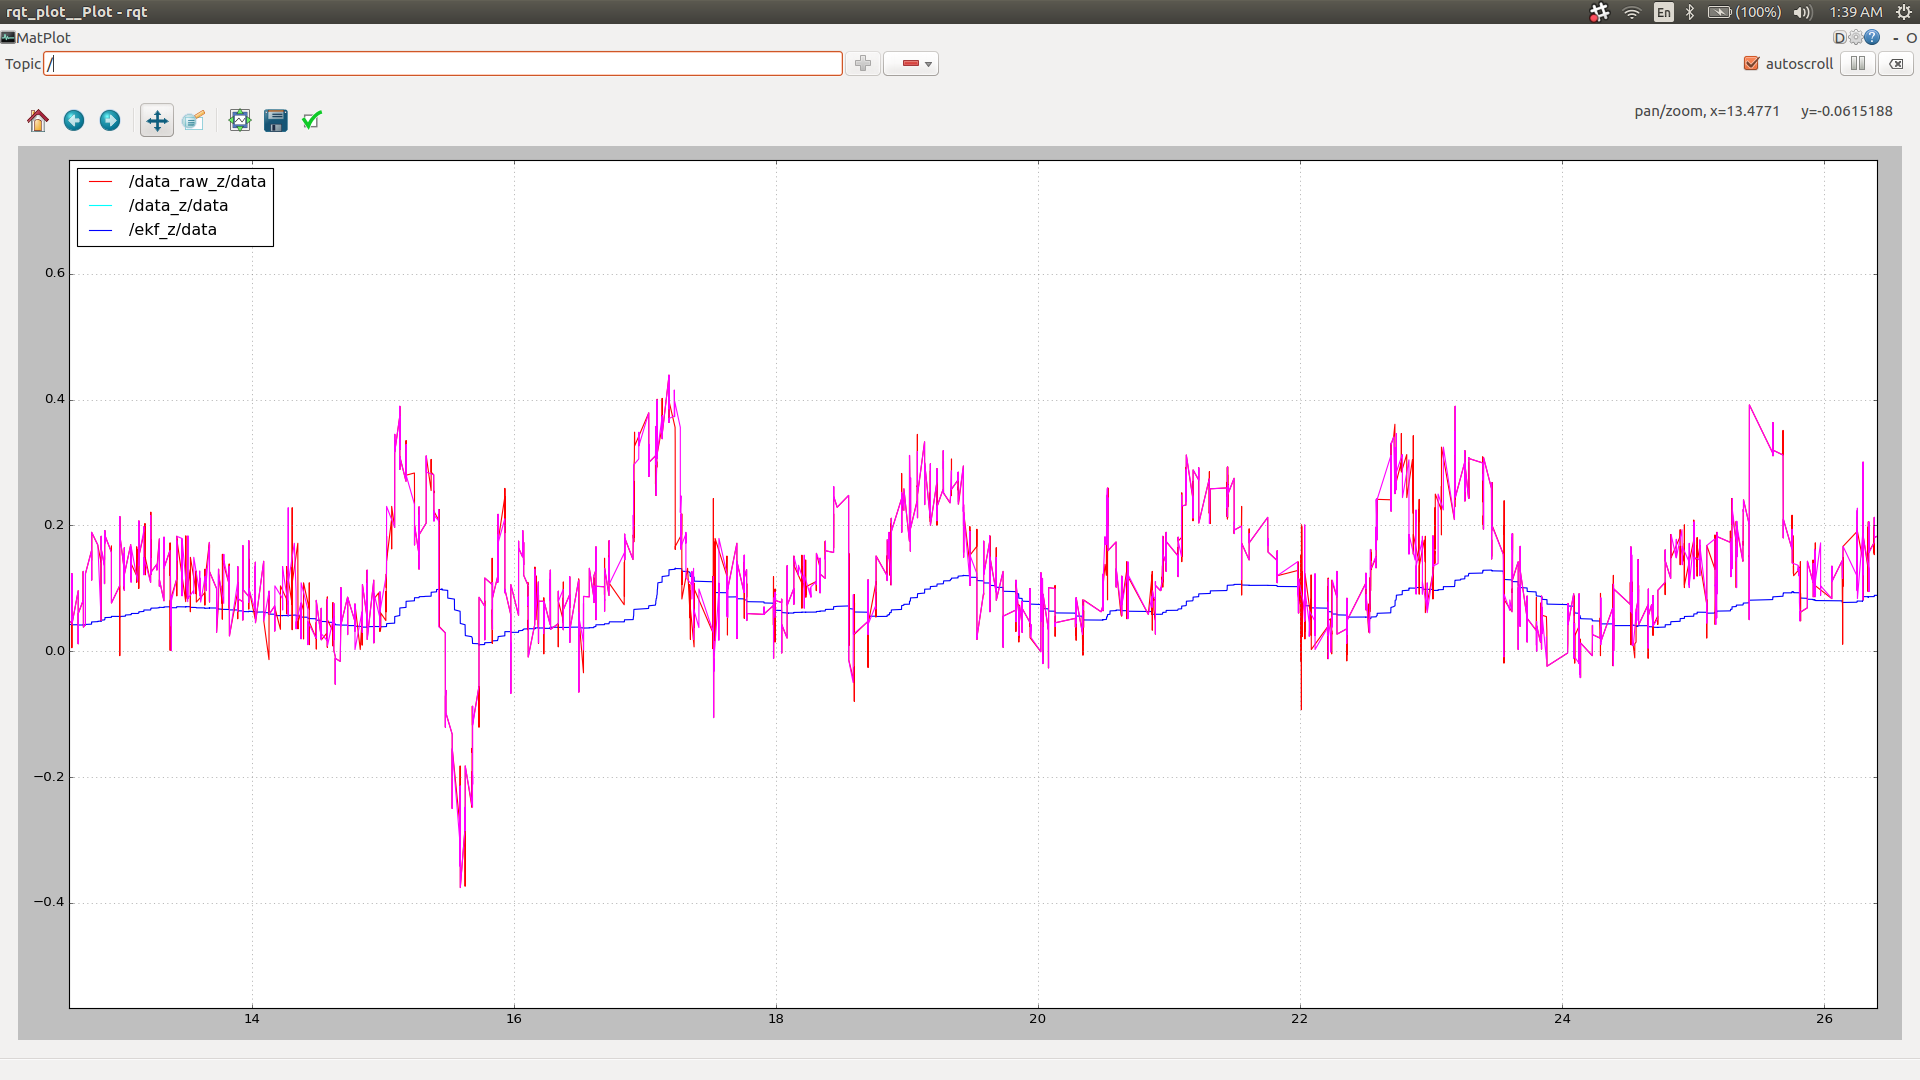 rqt_plot__Plot - rqt
En
(100%)
1:39 AM
MatPlot
D
?
- O
Topic
/
autoscroll
pan/zoom, x=13.4771 y=-0.0615188
/data_raw_z/data
/data_z/data
/ekf_z/data
0.6
0.4
0.2
0.0
−0.2
−0.4
14 16 18 20 22 24 26